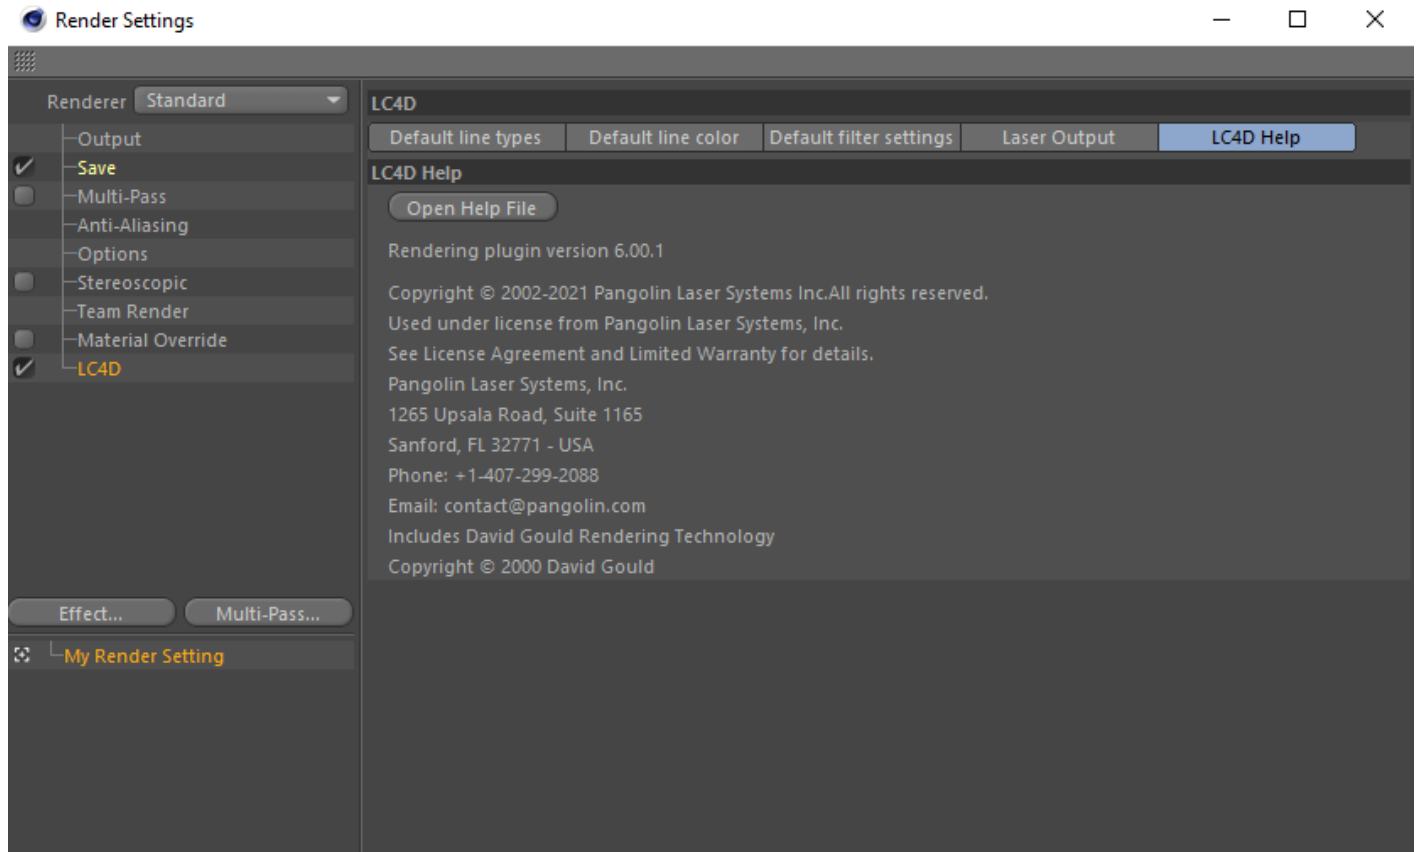 Render Settings
Renderer Standard
Output
Save
Multi-Pass
Anti-Aliasing
Options
Stereoscopic
Team Render
Material Override
LC4D
Effect...
Multi-Pass...
My Render Setting
LC4D
Default line types
Default line color
Default filter settings
Laser Output
LC4D Help
LC4D Help
Open Help File
Rendering plugin version 6.00.1
Copyright © 2002-2021 Pangolin Laser Systems Inc.All rights reserved.
Used under license from Pangolin Laser Systems, Inc.
See License Agreement and Limited Warranty for details.
Pangolin Laser Systems, Inc.
1265 Upsala Road, Suite 1165
Sanford, FL 32771 - USA
Phone: +1-407-299-2088
Email: contact@pangolin.com
Includes David Gould Rendering Technology
Copyright © 2000 David Gould